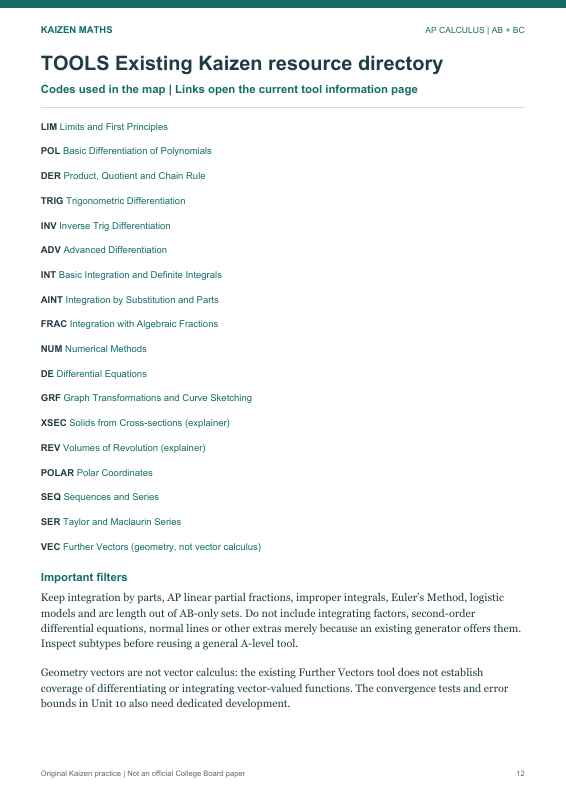 KAIZEN MATHS
AP CALCULUS | AB + BC
TOOLS Existing Kaizen resource directory
Codes used in the map | Links open the current tool information page
LIM Limits and First Principles
POL Basic Differentiation of Polynomials
DER Product, Quotient and Chain Rule
TRIG Trigonometric Differentiation
INV Inverse Trig Differentiation
ADV Advanced Differentiation
INT Basic Integration and Definite Integrals
AINT Integration by Substitution and Parts
FRAC Integration with Algebraic Fractions
NUM Numerical Methods
DE Differential Equations
GRF Graph Transformations and Curve Sketching
XSEC Solids from Cross-sections (explainer)
REV Volumes of Revolution (explainer)
POLAR Polar Coordinates
SEQ Sequences and Series
SER Taylor and Maclaurin Series
VEC Further Vectors (geometry, not vector calculus)
Important filters
Keep integration by parts, AP linear partial fractions, improper integrals, Euler’s Method, logistic
models and arc length out of AB-only sets. Do not include integrating factors, second-order
differential equations, normal lines or other extras merely because an existing generator offers them.
Inspect subtypes before reusing a general A-level tool.
Geometry vectors are not vector calculus: the existing Further Vectors tool does not establish
coverage of differentiating or integrating vector-valued functions. The convergence tests and error
bounds in Unit 10 also need dedicated development.
Original Kaizen practice | Not an official College Board paper
12